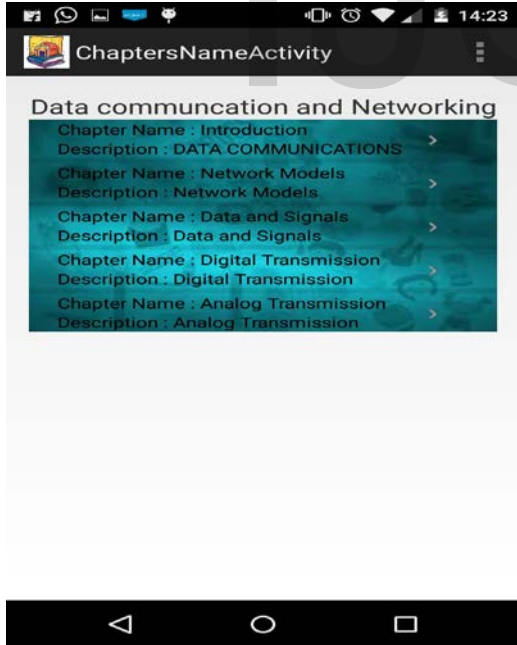 14:23
ChaptersNameActivity
Data communcation and Networking
Chapter Name : Introduction
Description : DATA COMMUNICATIONS
Chapter Name : Network Models
Description : Network Models
Chapter Name : Data and Signals
Description : Data and Signals
Chapter Name : Digital Transmission
Description : Digital Transmission
Chapter Name : Analog Transmission
Description : Analog Transmission